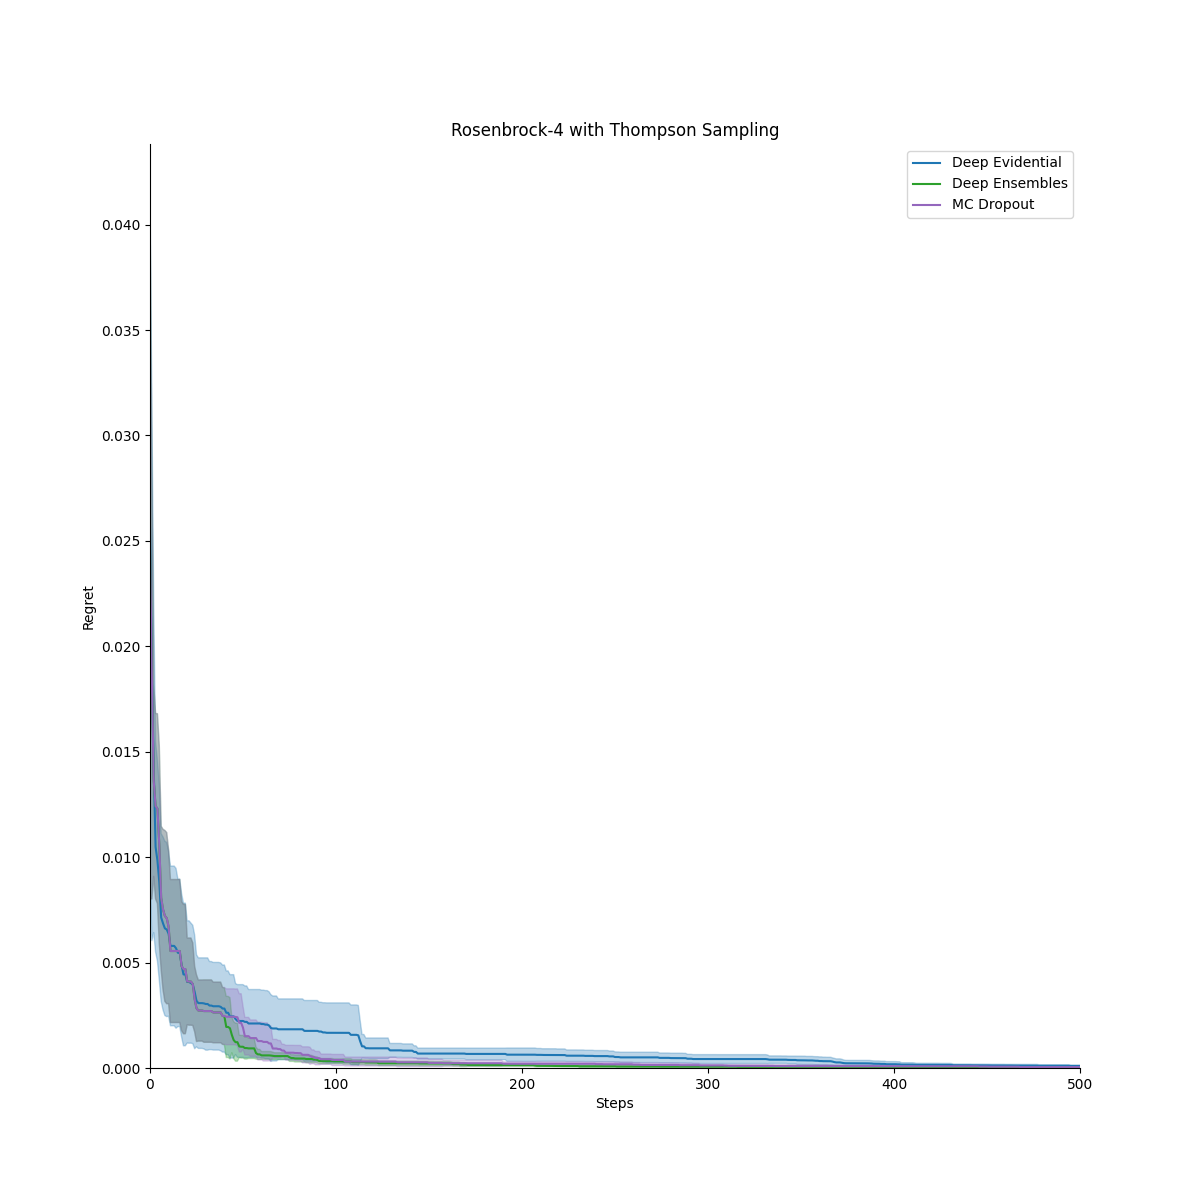 Rosenbrock-4 with Thompson Sampling
Deep Evidential
Deep Ensembles
MC Dropout
0.040
0.035
0.030
0.025
0.020
0.015
0.010
0.005
0.000
Regret
0 100 200 300 400 500
Steps